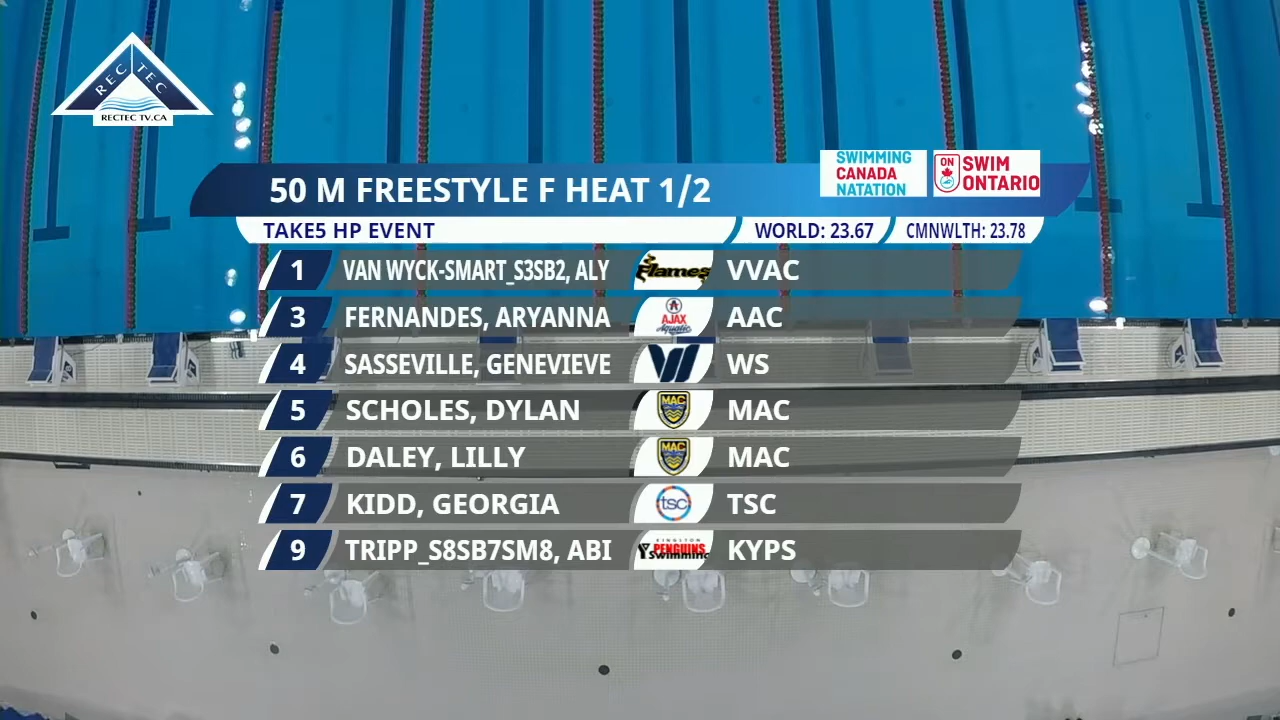 REC TEC
RECTEC TV.CA
SWIMMING
CANADA
NATATION
ON
SWIM
ONTARIO
50 M FREESTYLE F HEAT 1/2
TAKE5 HP EVENT WORLD: 23.67 CMNWLTH: 23.78
1 VAN WYCK-SMART_S3SB2, ALY Flames VVAC
3 FERNANDES, ARYANNA AJAX Aquatic AAC
4 SASSEVILLE, GENEVIEVE WS
5 SCHOLES, DYLAN MAC MAC
6 DALEY, LILLY MAC MAC
7 KIDD, GEORGIA tsc TSC
9 TRIPP_S8SB7SM8, ABI KINGSTON PENGUINS Swimming KYPS